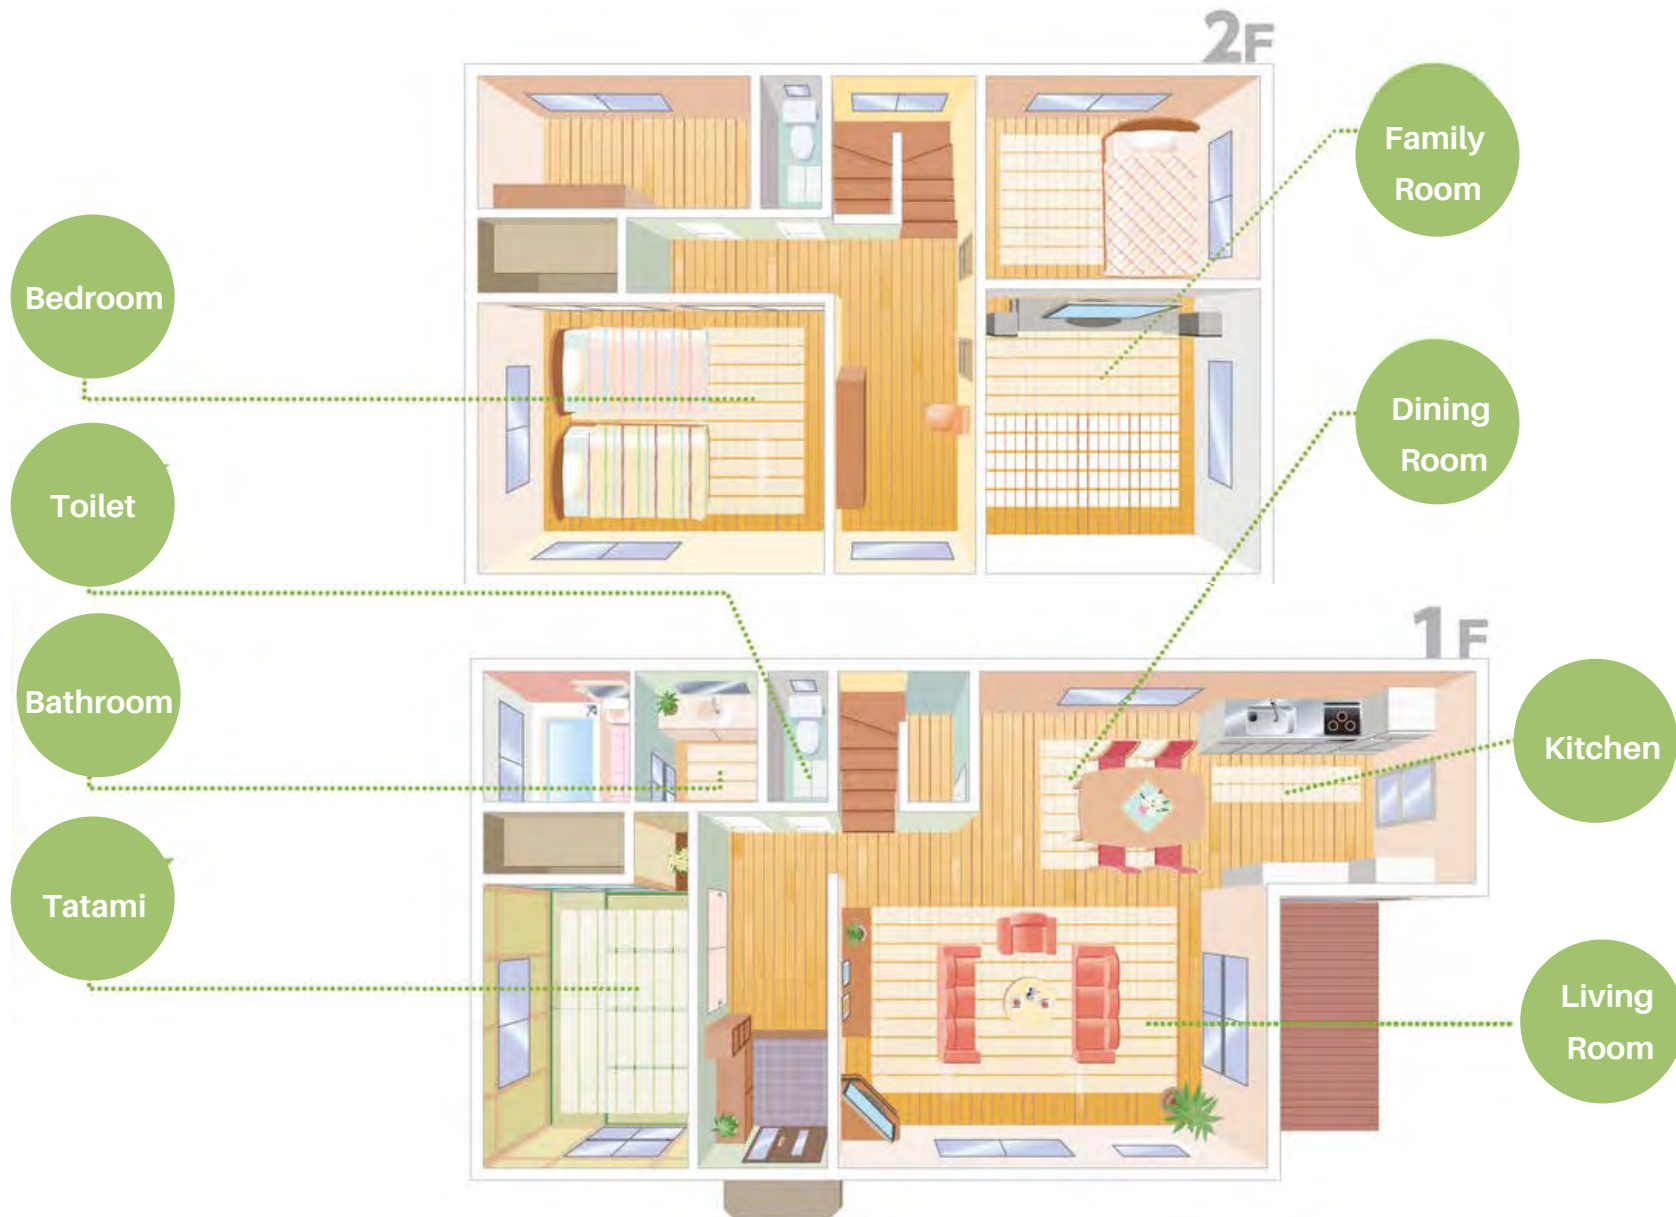 2F
Family
Room
Bedroom
Dining
Room
Toilet
1F
Bathroom
Kitchen
Tatami
Living
Room